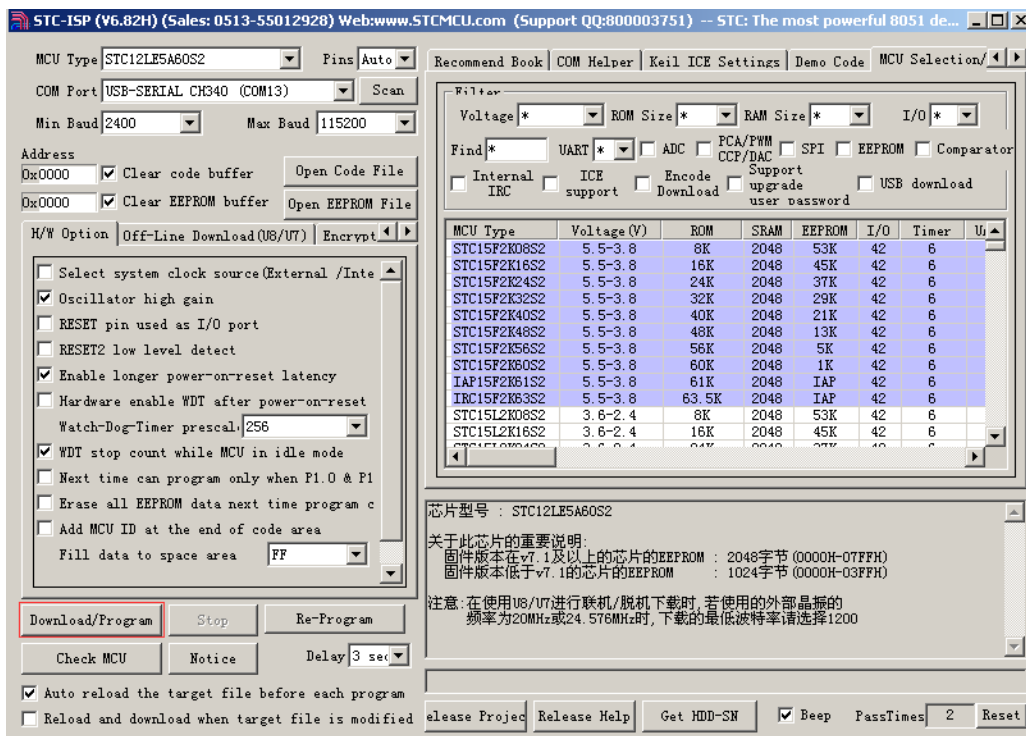 STC-ISP (V6.82H) (Sales: 0513-55012928) Web:www.STCMCU.com (Support QQ:800003751) -- STC: The most powerful 8051 de...
MCU Type STC12LE5A60S2 Pins Auto
COM Port USB-SERIAL CH340 (COM13) Scan
Min Baud 2400 Max Baud 115200
Address
0x0000 Clear code buffer Open Code File
0x0000 Clear EEPROM buffer Open EEPROM File
H/W Option Off-Line Download(U8/U7) Encrypt
Select system clock source(External /Inte
Oscillator high gain
RESET pin used as I/O port
RESET2 low level detect
Enable longer power-on-reset latency
Hardware enable WDT after power-on-reset
Watch-Dog-Timer prescal 256
WDT stop count while MCU in idle mode
Next time can program only when P1.0 & P1
Erase all EEPROM data next time program c
Add MCU ID at the end of code area
Fill data to space area FF
Download/Program Stop Re-Program
Check MCU Notice Delay 3 sec
Auto reload the target file before each program
Reload and download when target file is modified
Recommend Book COM Helper Keil ICE Settings Demo Code MCU Selection/
Filter
Voltage * ROM Size * RAM Size * I/O *
Find * UART * ADC PCA/PWM CCP/DAC SPI EEPROM Comparator
Internal IRC ICE support Encode Download Support upgrade user password USB download
MCU Type Voltage(V) ROM SRAM EEPROM I/O Timer
STC15F2K08S2 5.5-3.8 8K 2048 53K 42 6
STC15F2K16S2 5.5-3.8 16K 2048 45K 42 6
STC15F2K24S2 5.5-3.8 24K 2048 37K 42 6
STC15F2K32S2 5.5-3.8 32K 2048 29K 42 6
STC15F2K40S2 5.5-3.8 40K 2048 21K 42 6
STC15F2K48S2 5.5-3.8 48K 2048 13K 42 6
STC15F2K56S2 5.5-3.8 56K 2048 5K 42 6
STC15F2K60S2 5.5-3.8 60K 2048 1K 42 6
IAP15F2K61S2 5.5-3.8 61K 2048 IAP 42 6
IRC15F2K63S2 5.5-3.8 63.5K 2048 IAP 42 6
STC15L2K08S2 3.6-2.4 8K 2048 53K 42 6
STC15L2K16S2 3.6-2.4 16K 2048 45K 42 6
芯片型号 : STC12LE5A60S2
关于此芯片的重要说明:
固件版本在v7.1及以上的芯片的EEPROM : 2048字节(0000H-07FFH)
固件版本低于v7.1的芯片的EEPROM : 1024字节(0000H-03FFH)
注意:在使用U8/U7进行联机/脱机下载时,若使用的外部晶振的
频率为20MHz或24.576MHz时,下载的最低波特率请选择1200
elease Projec Release Help Get HDD-SN Beep PassTimes 2 Reset